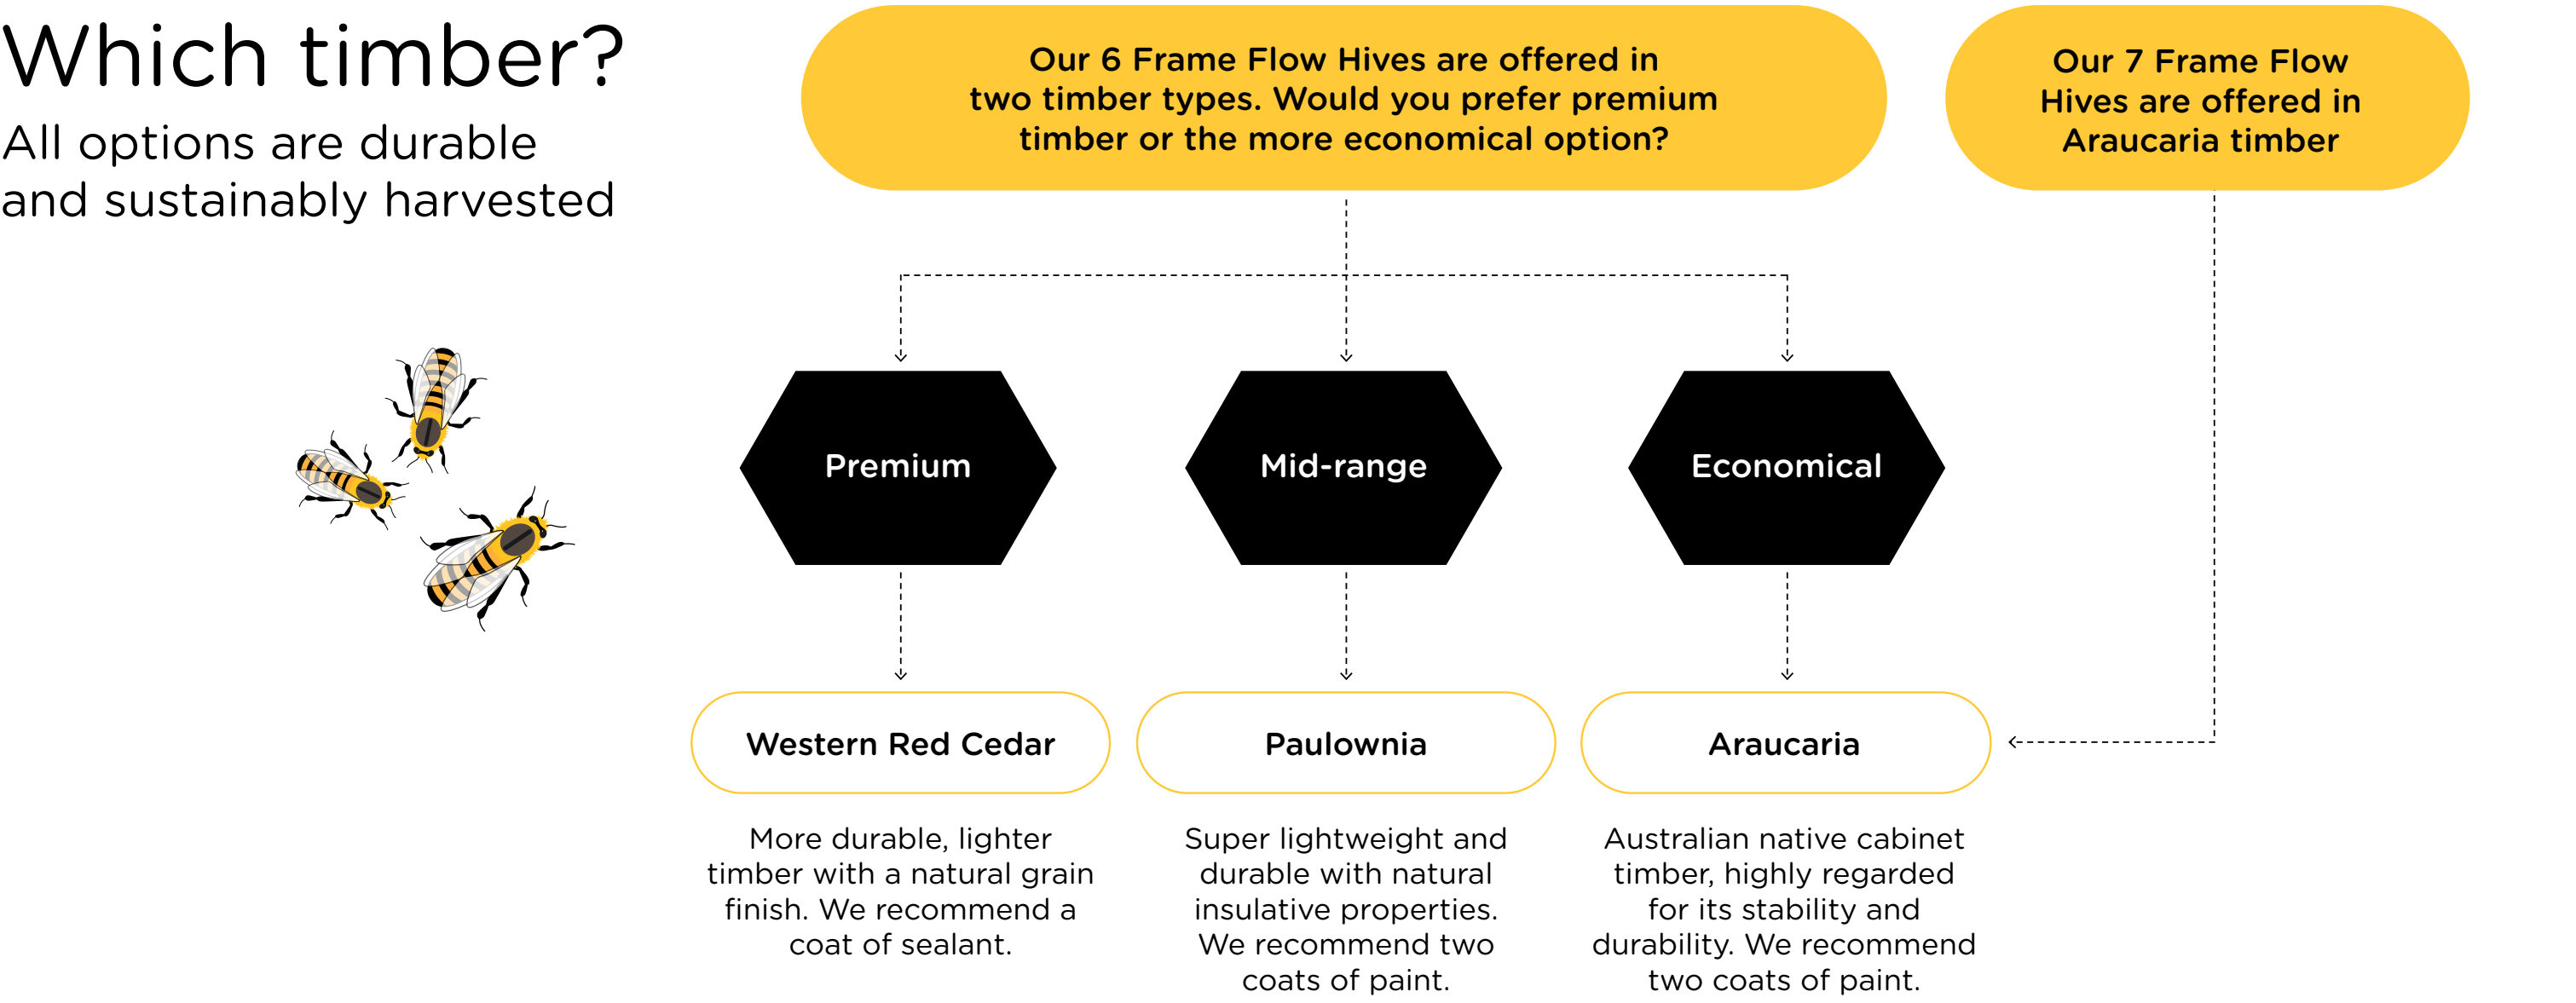 Which timber?
All options are durable
and sustainably harvested
Our 6 Frame Flow Hives are offered in
two timber types. Would you prefer premium
timber or the more economical option?
Our 7 Frame Flow
Hives are offered in
Araucaria timber
Premium
Mid-range
Economical
Western Red Cedar
Paulownia
Araucaria
More durable, lighter
timber with a natural grain
finish. We recommend a
coat of sealant.
Super lightweight and
durable with natural
insulative properties.
We recommend two
coats of paint.
Australian native cabinet
timber, highly regarded
for its stability and
durability. We recommend
two coats of paint.